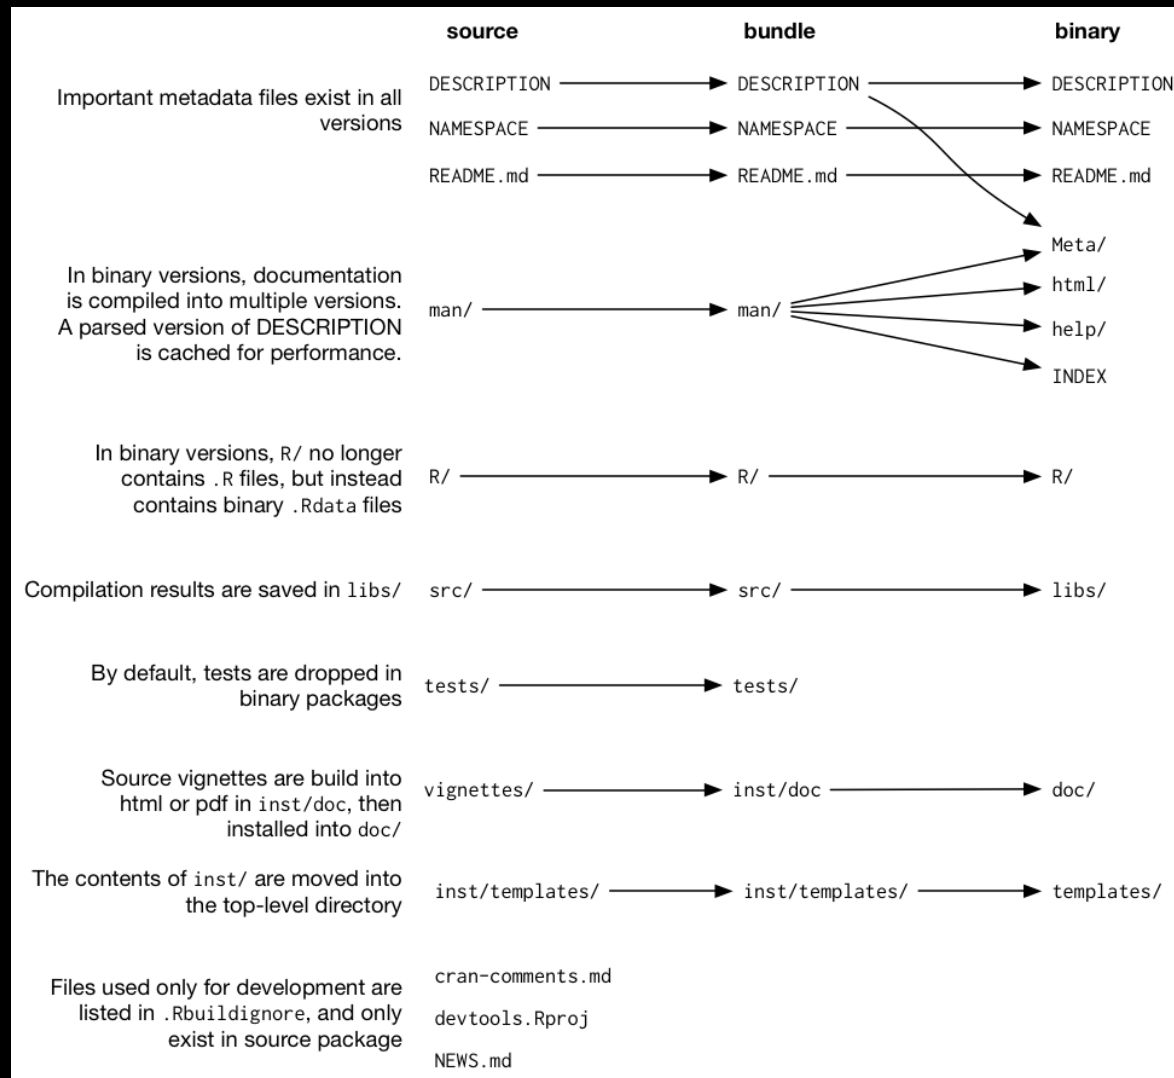 source bundle binary
Important metadata files exist in all
versions
DESCRIPTION DESCRIPTION DESCRIPTION
NAMESPACE NAMESPACE NAMESPACE
README.md README.md README.md
In binary versions, documentation
is compiled into multiple versions.
A parsed version of DESCRIPTION
is cached for performance.
man/ man/
Meta/
html/
help/
INDEX
In binary versions, R/ no longer
contains .R files, but instead
contains binary .Rdata files
R/ R/ R/
Compilation results are saved in libs/ src/ src/ libs/
By default, tests are dropped in
binary packages
tests/ tests/
Source vignettes are build into
html or pdf in inst/doc, then
installed into doc/
vignettes/ inst/doc doc/
The contents of inst/ are moved into
the top-level directory
inst/templates/ inst/templates/ templates/
Files used only for development are
listed in .Rbuildignore, and only
exist in source package
cran-comments.md
devtools.Rproj
NEWS.md